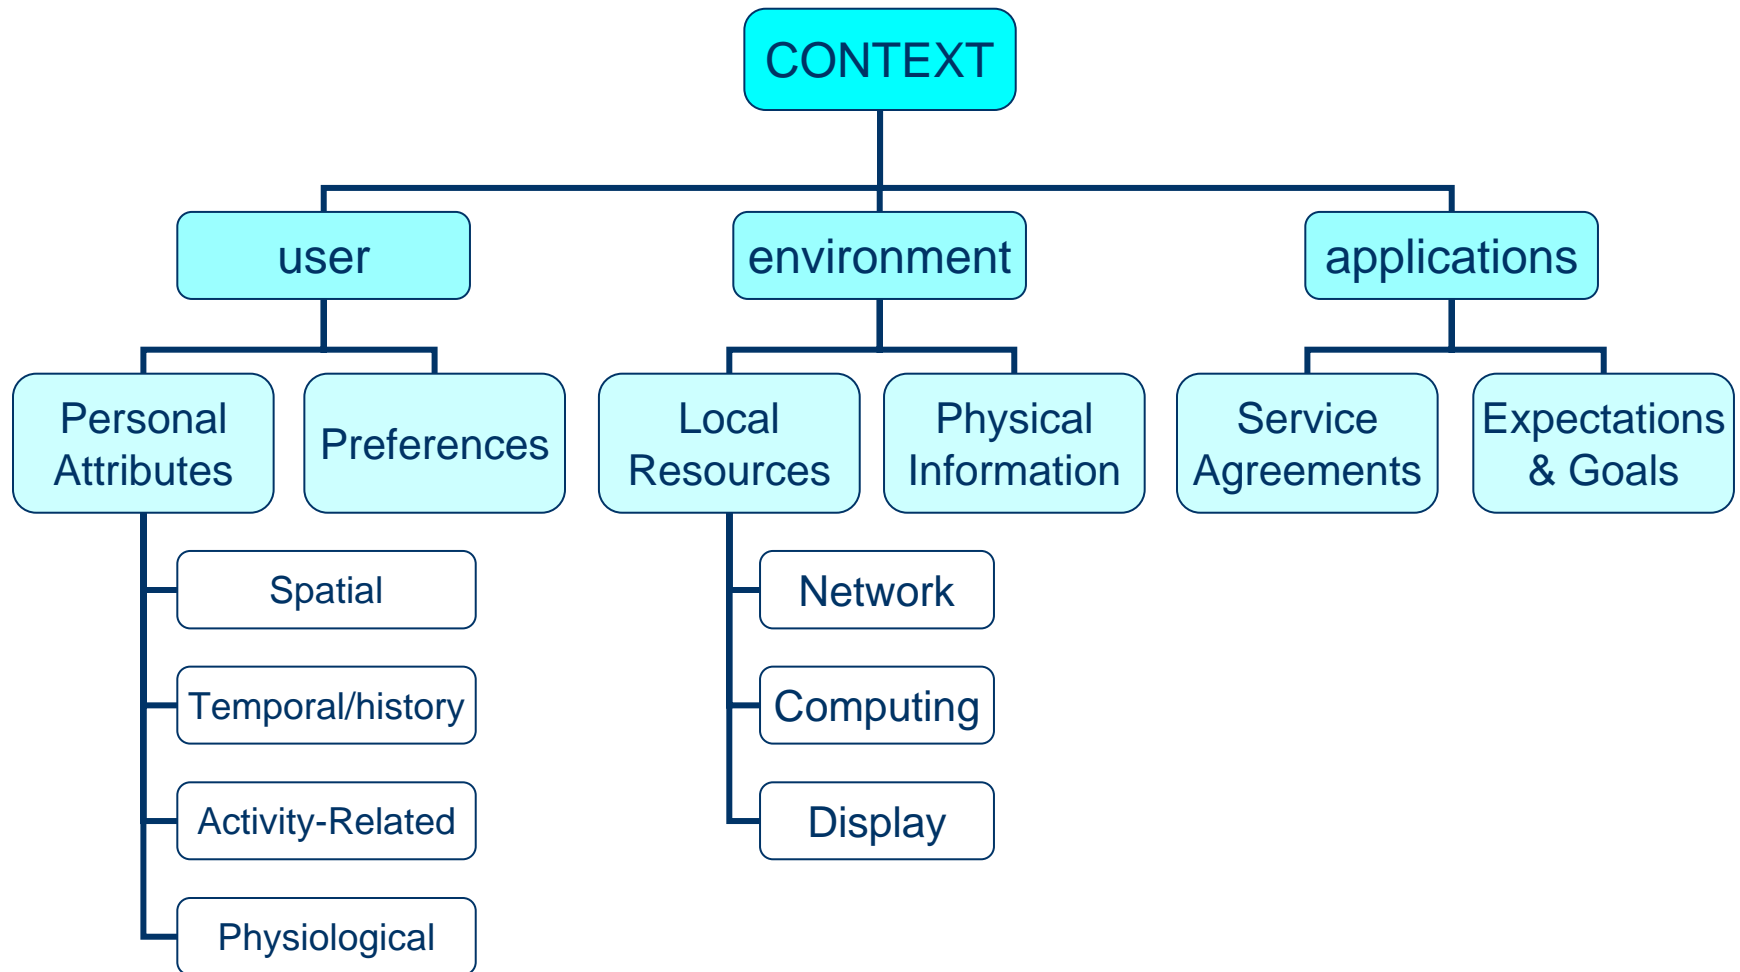 CONTEXT
user
environment
applications
Personal
Attributes
Preferences
Local
Resources
Physical
Information
Service
Agreements
Expectations
& Goals
Spatial
Temporal/history
Activity-Related
Physiological
Network
Computing
Display